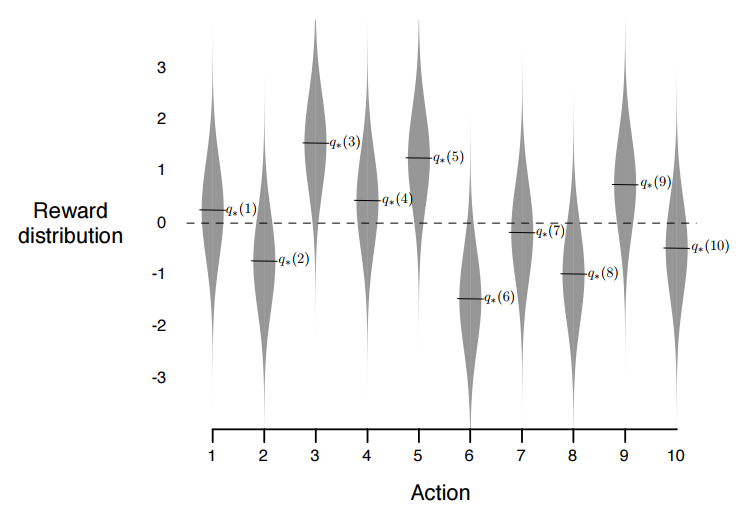 3
2
1
0
-1
-2
-3
Reward
distribution
q∗(1)
q∗(2)
q∗(3)
q∗(4)
q∗(5)
q∗(6)
q∗(7)
q∗(8)
q∗(9)
q∗(10)
1 2 3 4 5 6 7 8 9 10
Action